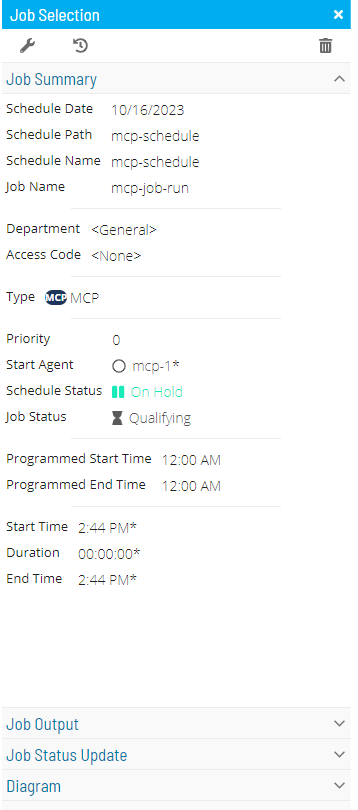 Job Selection
Job Summary
Schedule Date 10/16/2023
Schedule Path mcp-schedule
Schedule Name mcp-schedule
Job Name mcp-job-run
Department <General>
Access Code <None>
Type MCP MCP
Priority 0
Start Agent mcp-1*
Schedule Status On Hold
Job Status Qualifying
Programmed Start Time 12:00 AM
Programmed End Time 12:00 AM
Start Time 2:44 PM*
Duration 00:00:00*
End Time 2:44 PM*
Job Output
Job Status Update
Diagram